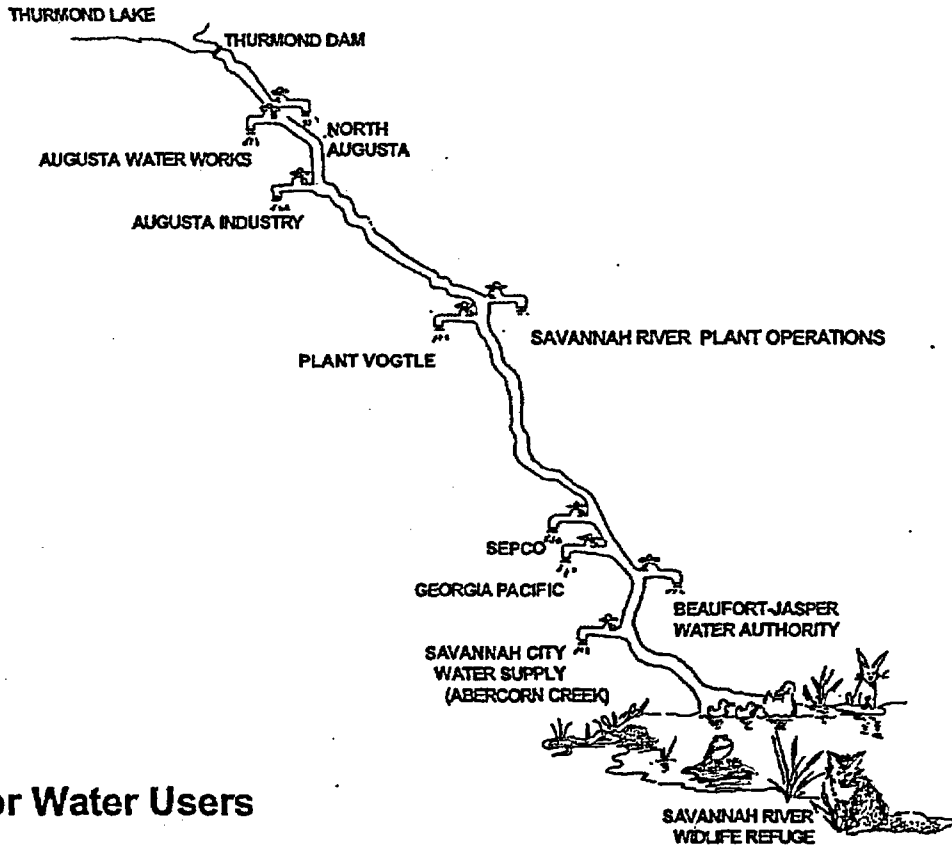 THURMOND LAKE
THURMOND DAM
NORTH
AUGUSTA
AUGUSTA WATER WORKS
AUGUSTA INDUSTRY
SAVANNAH RIVER PLANT OPERATIONS
PLANT VOGTLE
SEPCO
GEORGIA PACIFIC
BEAUFORT-JASPER
WATER AUTHORITY
SAVANNAH CITY
WATER SUPPLY
(ABERCORN CREEK)
or Water Users
SAVANNAH RIVER
WIDLIFE REFUGE